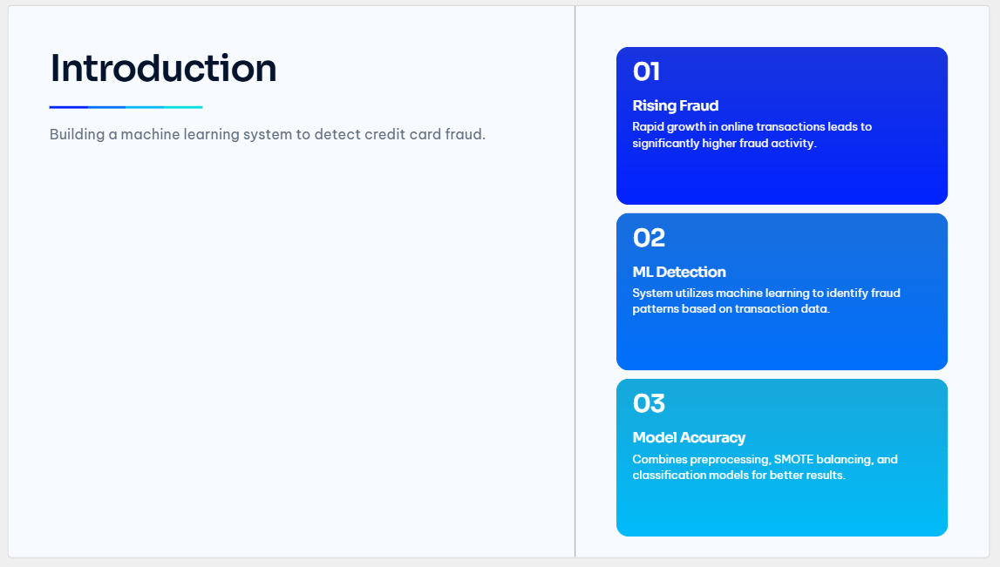 Introduction
Building a machine learning system to detect credit card fraud.
01
Rising Fraud
Rapid growth in online transactions leads to
significantly higher fraud activity.
02
ML Detection
System utilizes machine learning to identify fraud
patterns based on transaction data.
03
Model Accuracy
Combines preprocessing, SMOTE balancing, and
classification models for better results.